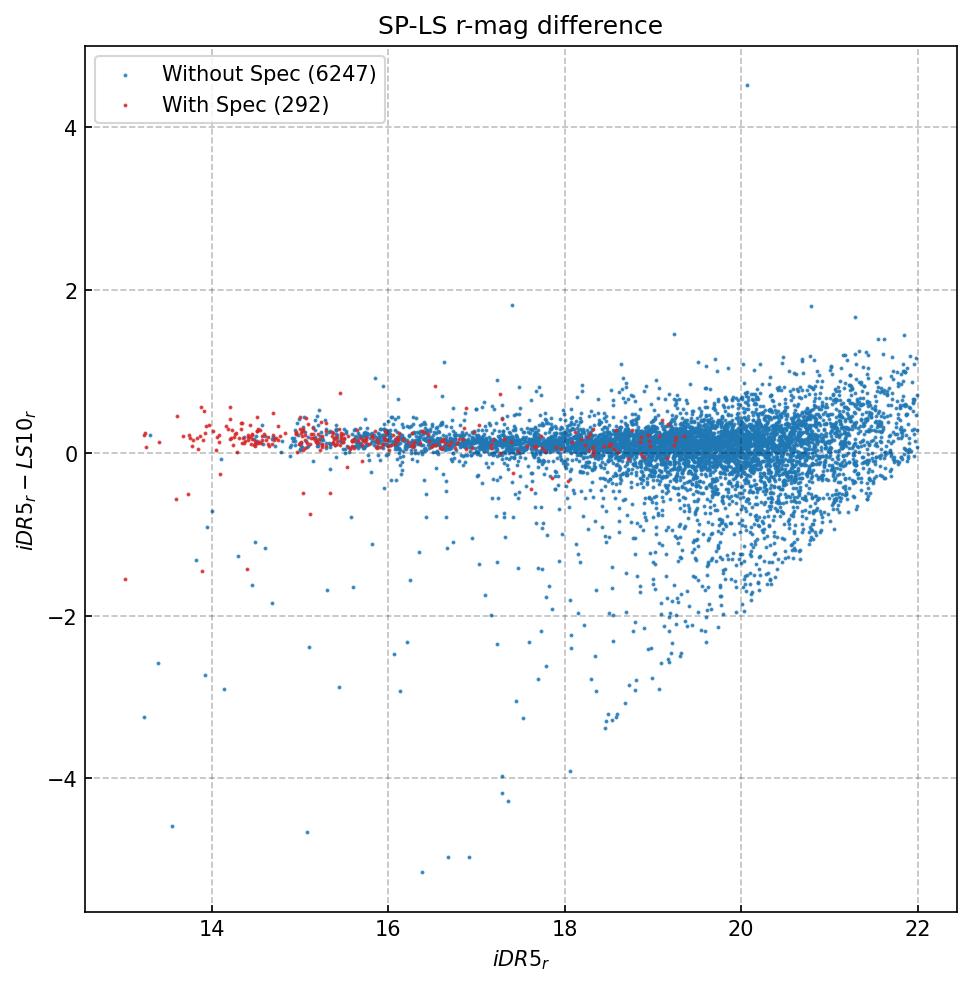 SP-LS r-mag difference
Without Spec (6247)
With Spec (292)
4
2
0
−2
−4
iDR5r − LS10r
14
16
18
20
22
iDR5r